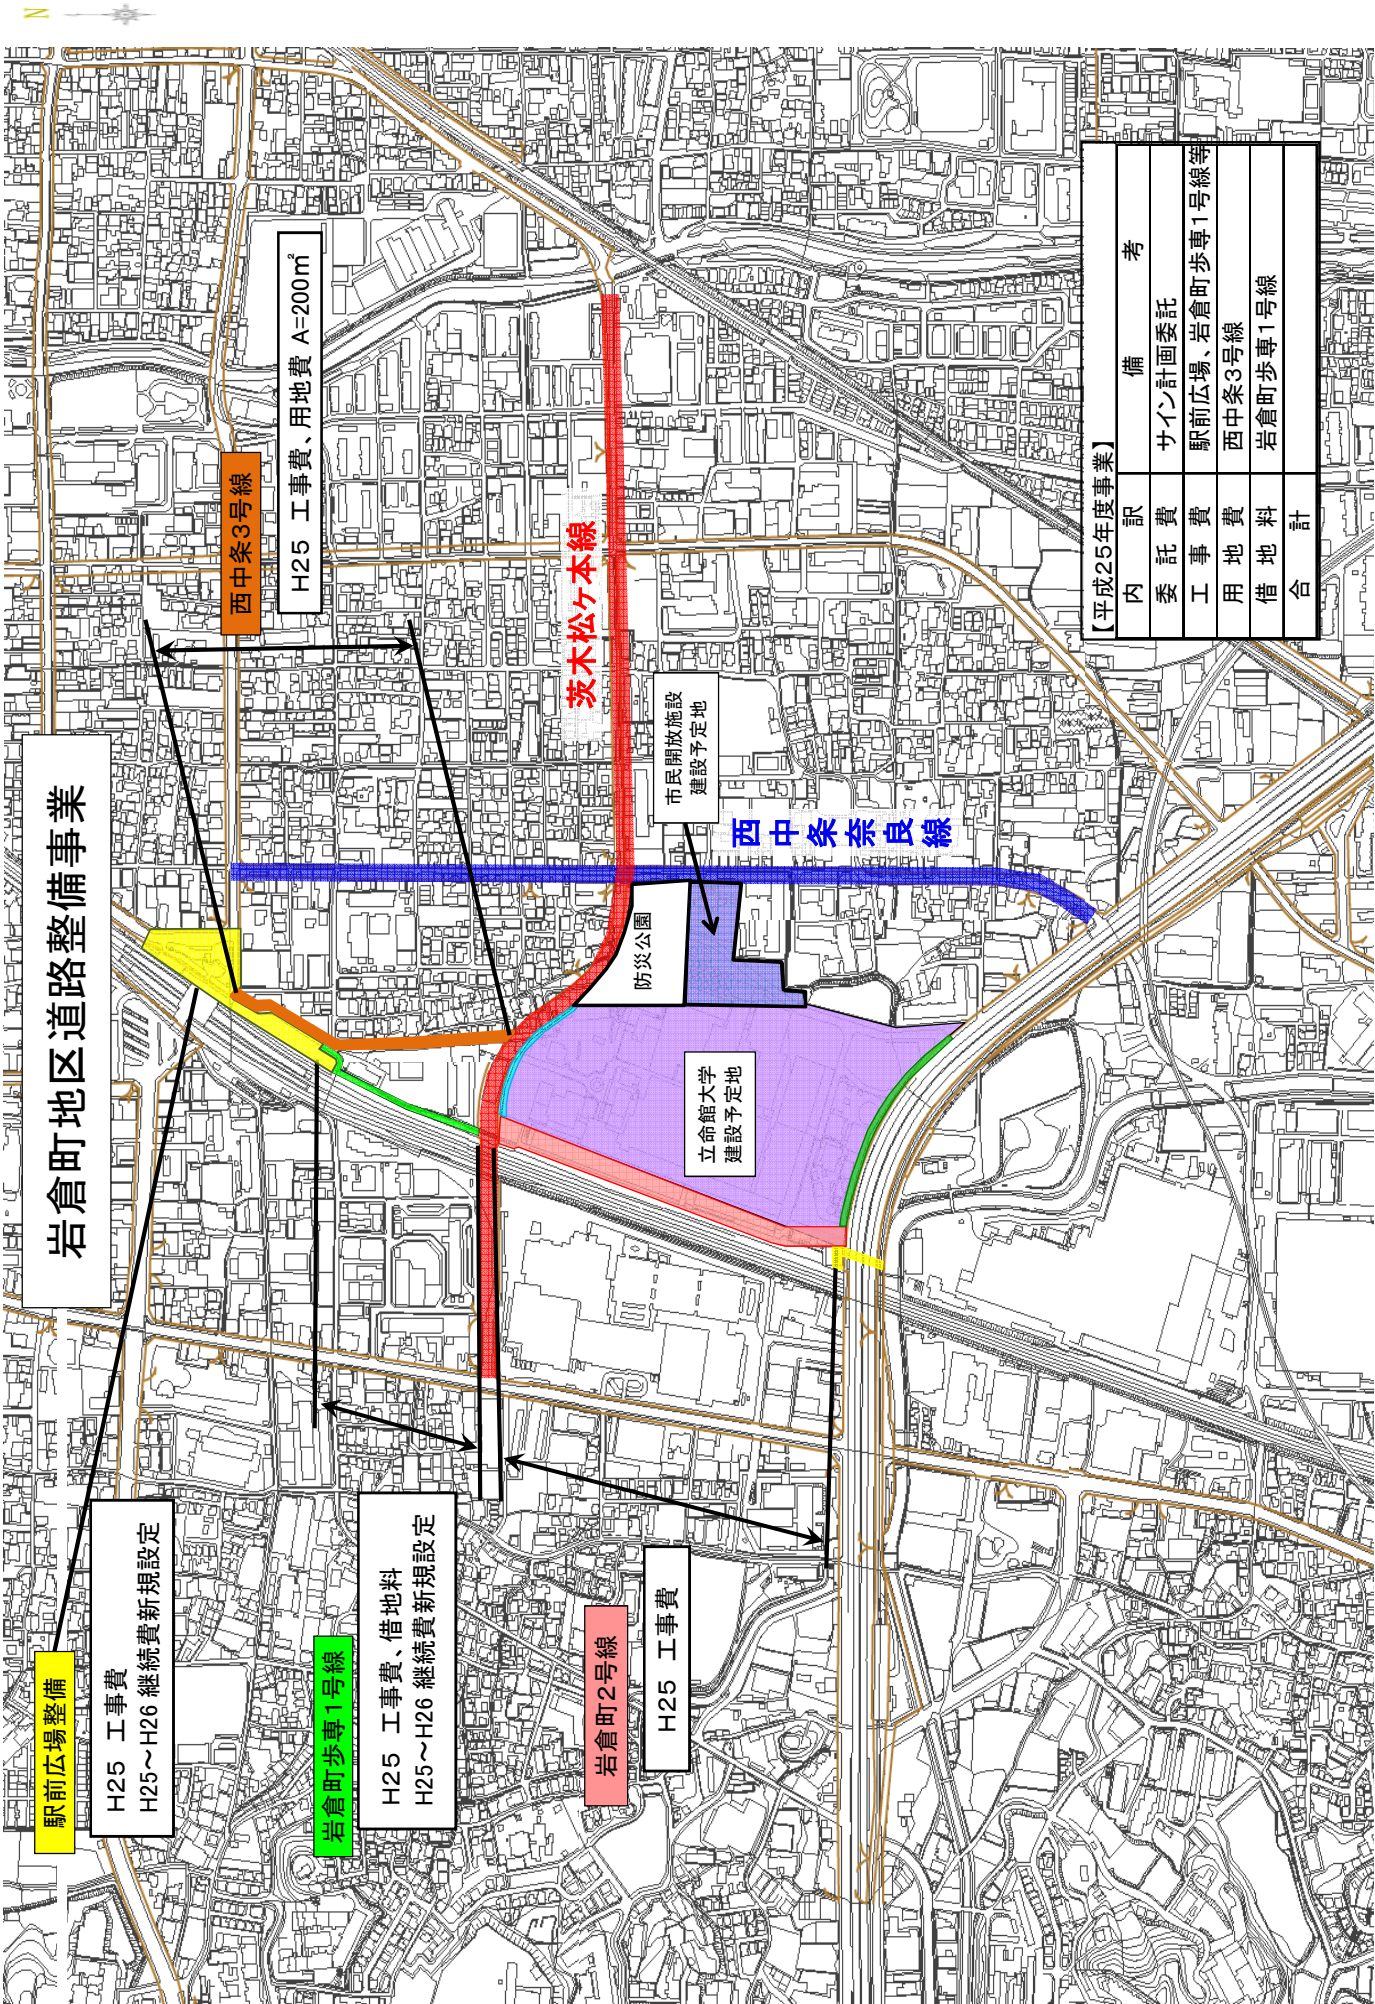 N
岩倉町地区道路整備事業
駅前広場整備
H25　工事費
H25～H26 継続費新規設定
西中条3号線
H25　工事費、用地費 A=200㎡
岩倉町歩専1号線
H25　工事費、借地料
H25～H26 継続費新規設定
茨木松ヶ本線
岩倉町2号線
H25　工事費
防災公園
市民開放施設
建設予定地
立命館大学
建設予定地
西中条奈良線
【平成25年度事業】
内　訳　備　考
委託費　サイン計画委託
工事費　駅前広場、岩倉町歩専1号線等
用地費　西中条3号線
借地料　岩倉町歩専1号線
合　計